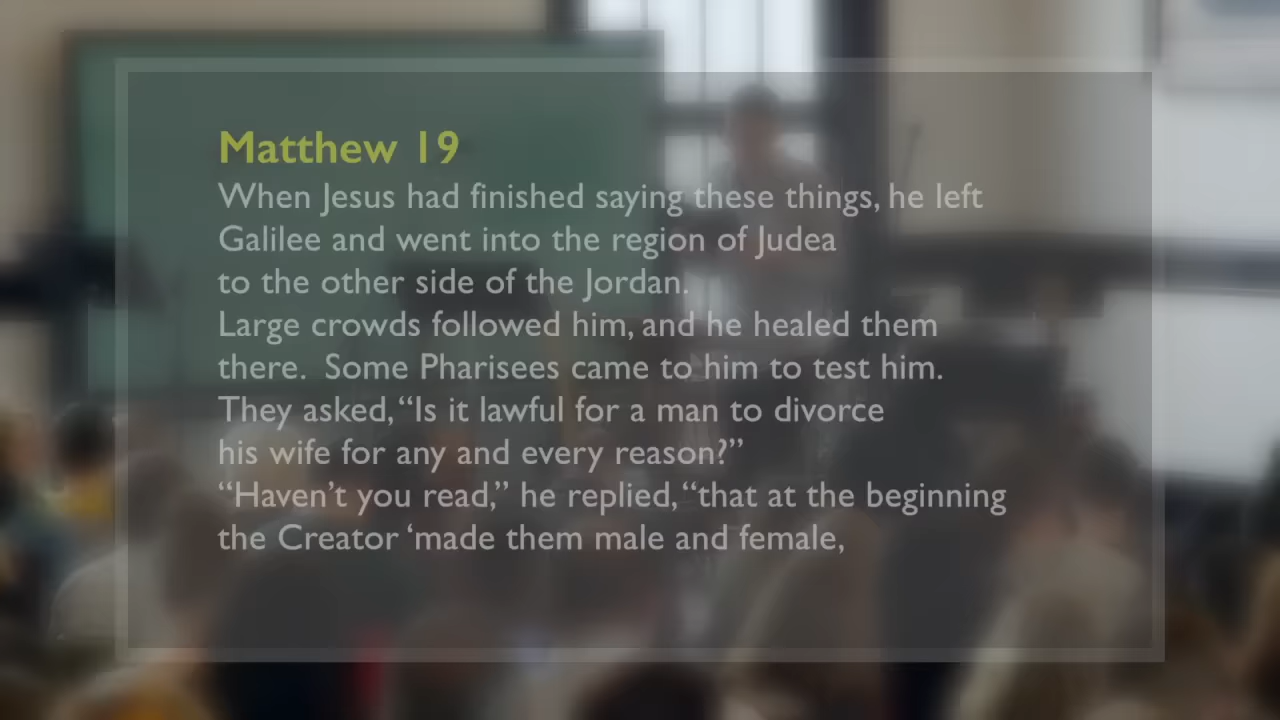 Matthew 19
When Jesus had finished saying these things, he left
Galilee and went into the region of Judea
to the other side of the Jordan.
Large crowds followed him, and he healed them
there.  Some Pharisees came to him to test him.
They asked, “Is it lawful for a man to divorce
his wife for any and every reason?”
“Haven’t you read,” he replied, “that at the beginning
the Creator ‘made them male and female,